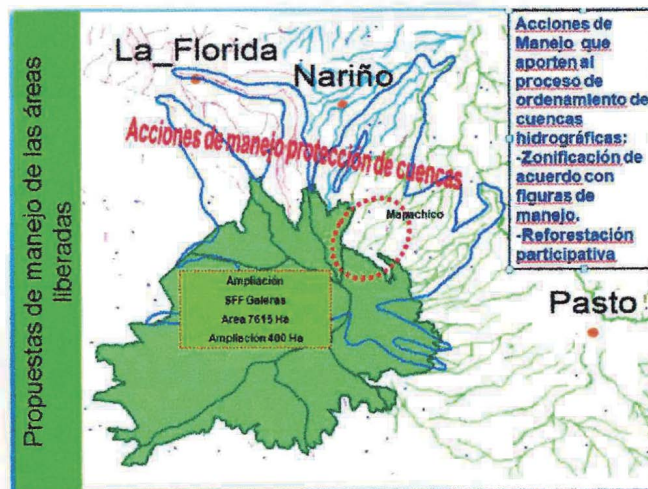 Propuestas de manejo de las áreas
liberadas
La_Florida
Nariño
Acciones de manejo protección de cuencas
Mapachico
Ampliación
SFF Galeras
Area 7615 Ha
Ampliación 400 Ha
Pasto
Acciones de
Manejo que
aporten al
proceso de
ordenamiento de
cuencas
hidrográficas:
-Zonificación de
acuerdo con
figuras de
manejo.
-Reforestación
participativa